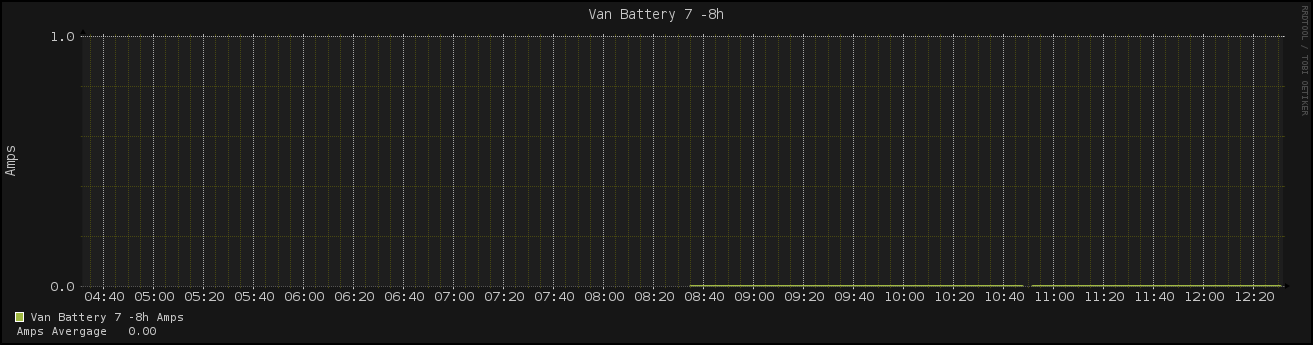 Van Battery 7 -8h
RRDTOOL / TOBI OETIKER
1.0
Amps
0.0
04:40 05:00 05:20 05:40 06:00 06:20 06:40 07:00 07:20 07:40 08:00 08:20 08:40 09:00 09:20 09:40 10:00 10:20 10:40 11:00 11:20 11:40 12:00 12:20
Van Battery 7 -8h Amps
Amps Avergage 0.00